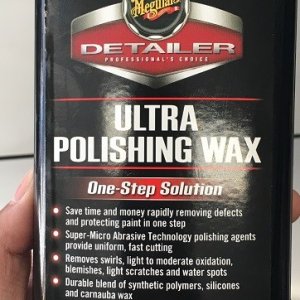 Meguiar's
DETAILER
PROFESSIONAL'S CHOICE
ULTRA
POLISHING WAX
One-Step Solution
• Save time and money rapidly removing defects
and protecting paint in one step
• Super-Micro Abrasive Technology polishing agents
provide uniform, fast cutting
• Removes swirls, light to moderate oxidation,
blemishes, light scratches and water spots
• Durable blend of synthetic polymers, silicones
and carnauba wax